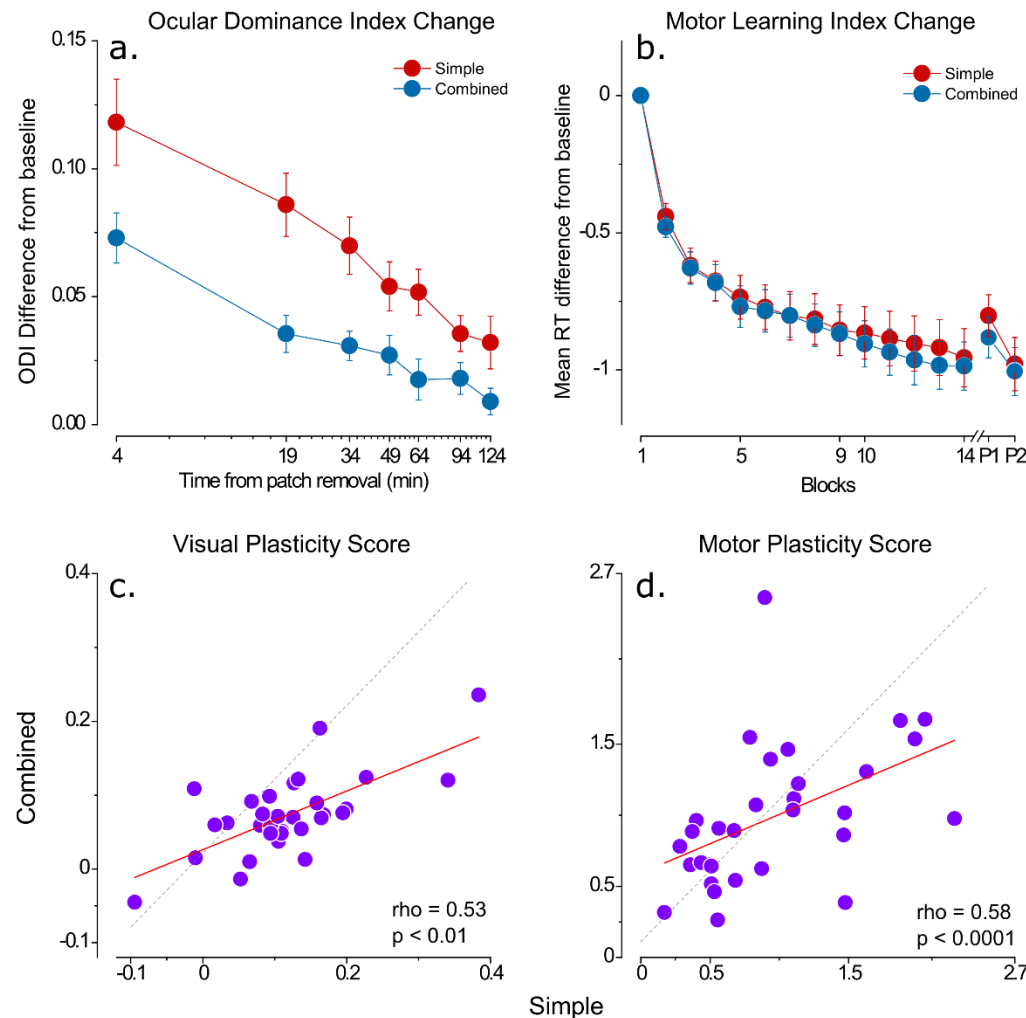 Ocular Dominance Index Change
a.
Simple
Combined
0.15
0.10
0.05
0.00
ODI Difference from baseline
4 19 34 49 64 94 124
Time from patch removal (min)
Motor Learning Index Change
b.
Simple
Combined
0
-0.5
-1
Mean RT difference from baseline
1 5 9 10 14 P1 P2
Blocks
Visual Plasticity Score
c.
0.4
0.2
0
-0.1
rho = 0.53
p < 0.01
-0.1 0 0.2 0.4
Motor Plasticity Score
d.
2.7
1.5
0.5
0
rho = 0.58
p < 0.0001
0 0.5 1.5 2.7
Combined
Simple